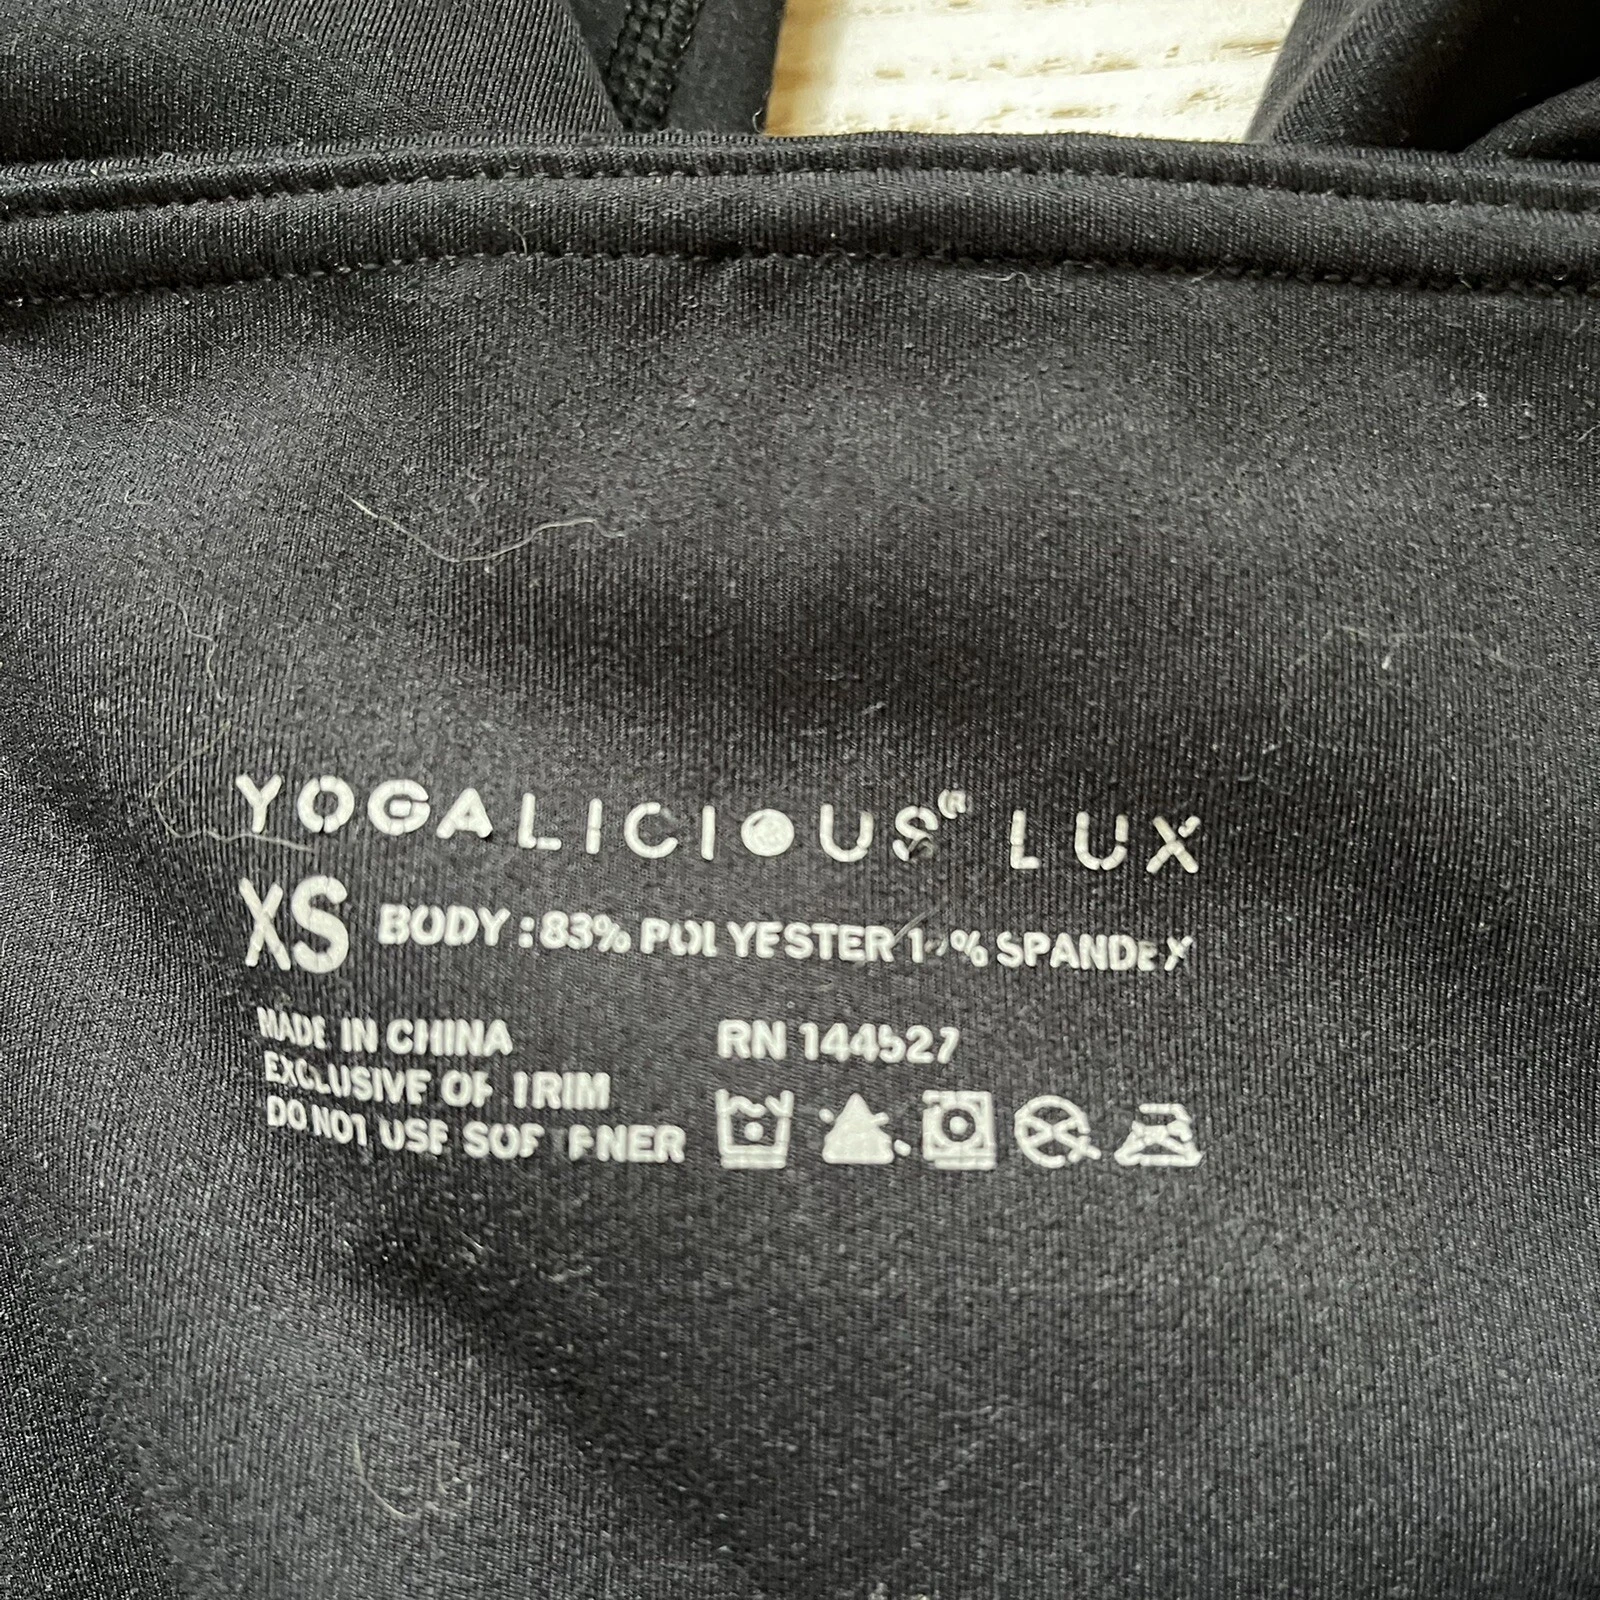 YOGALICIOUS® LUX
XS BODY : 83% POLYESTER 17% SPANDEX
MADE IN CHINA
EXCLUSIVE OF TRIM
DO NOT USE SOFTENER
RN 144527